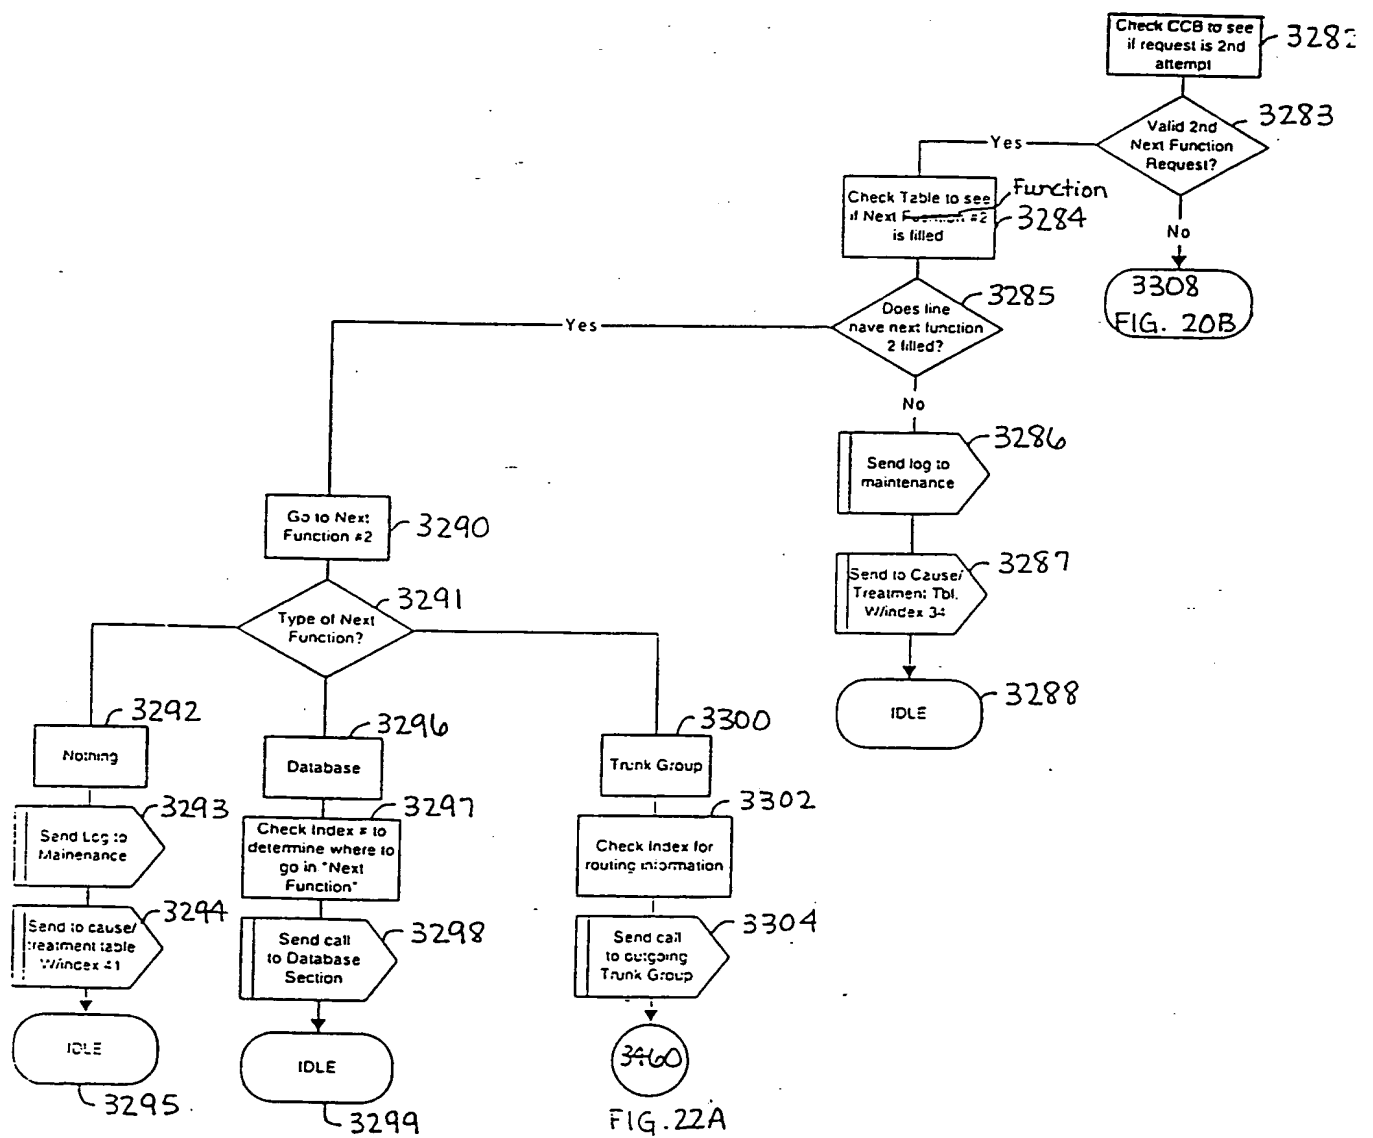 Check CCB to see
if request is 2nd
attempt
328
3283
Valid 2nd
Next Function
Request?
Yes
No
3308
FIG. 20B
Function
Check Table to see
if Next #2
is filled
3284
3285
Does line
have next function
2 filled?
Yes
No
3286
Send log to
maintenance
3287
Send to Cause/
Treatment Tbl.
W/index 34
3288
IDLE
Go to Next
Function #2
3290
3291
Type of Next
Function?
3292
Nothing
3293
Send Log to
Mainenance
3294
Send to cause/
treatment table
W/index 41
IDLE
3295
3296
Database
3297
Check Index # to
determine where to
go in "Next
Function"
3298
Send call
to Database
Section
IDLE
3299
3300
Trunk Group
3302
Check Index for
routing information
3304
Send call
to outgoing
Trunk Group
3460
FIG. 22A